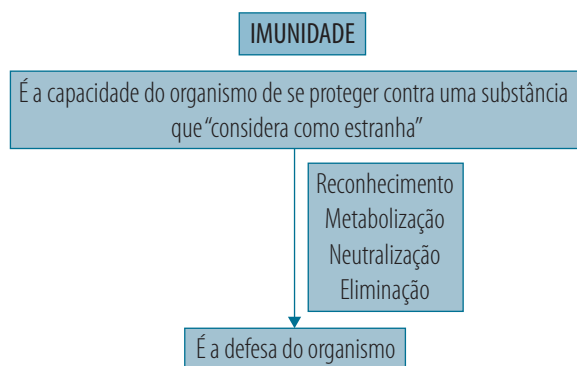 IMUNIDADE
É a capacidade do organismo de se proteger contra uma substância
que “considera como estranha”
Reconhecimento
Metabolização
Neutralização
Eliminação
É a defesa do organismo